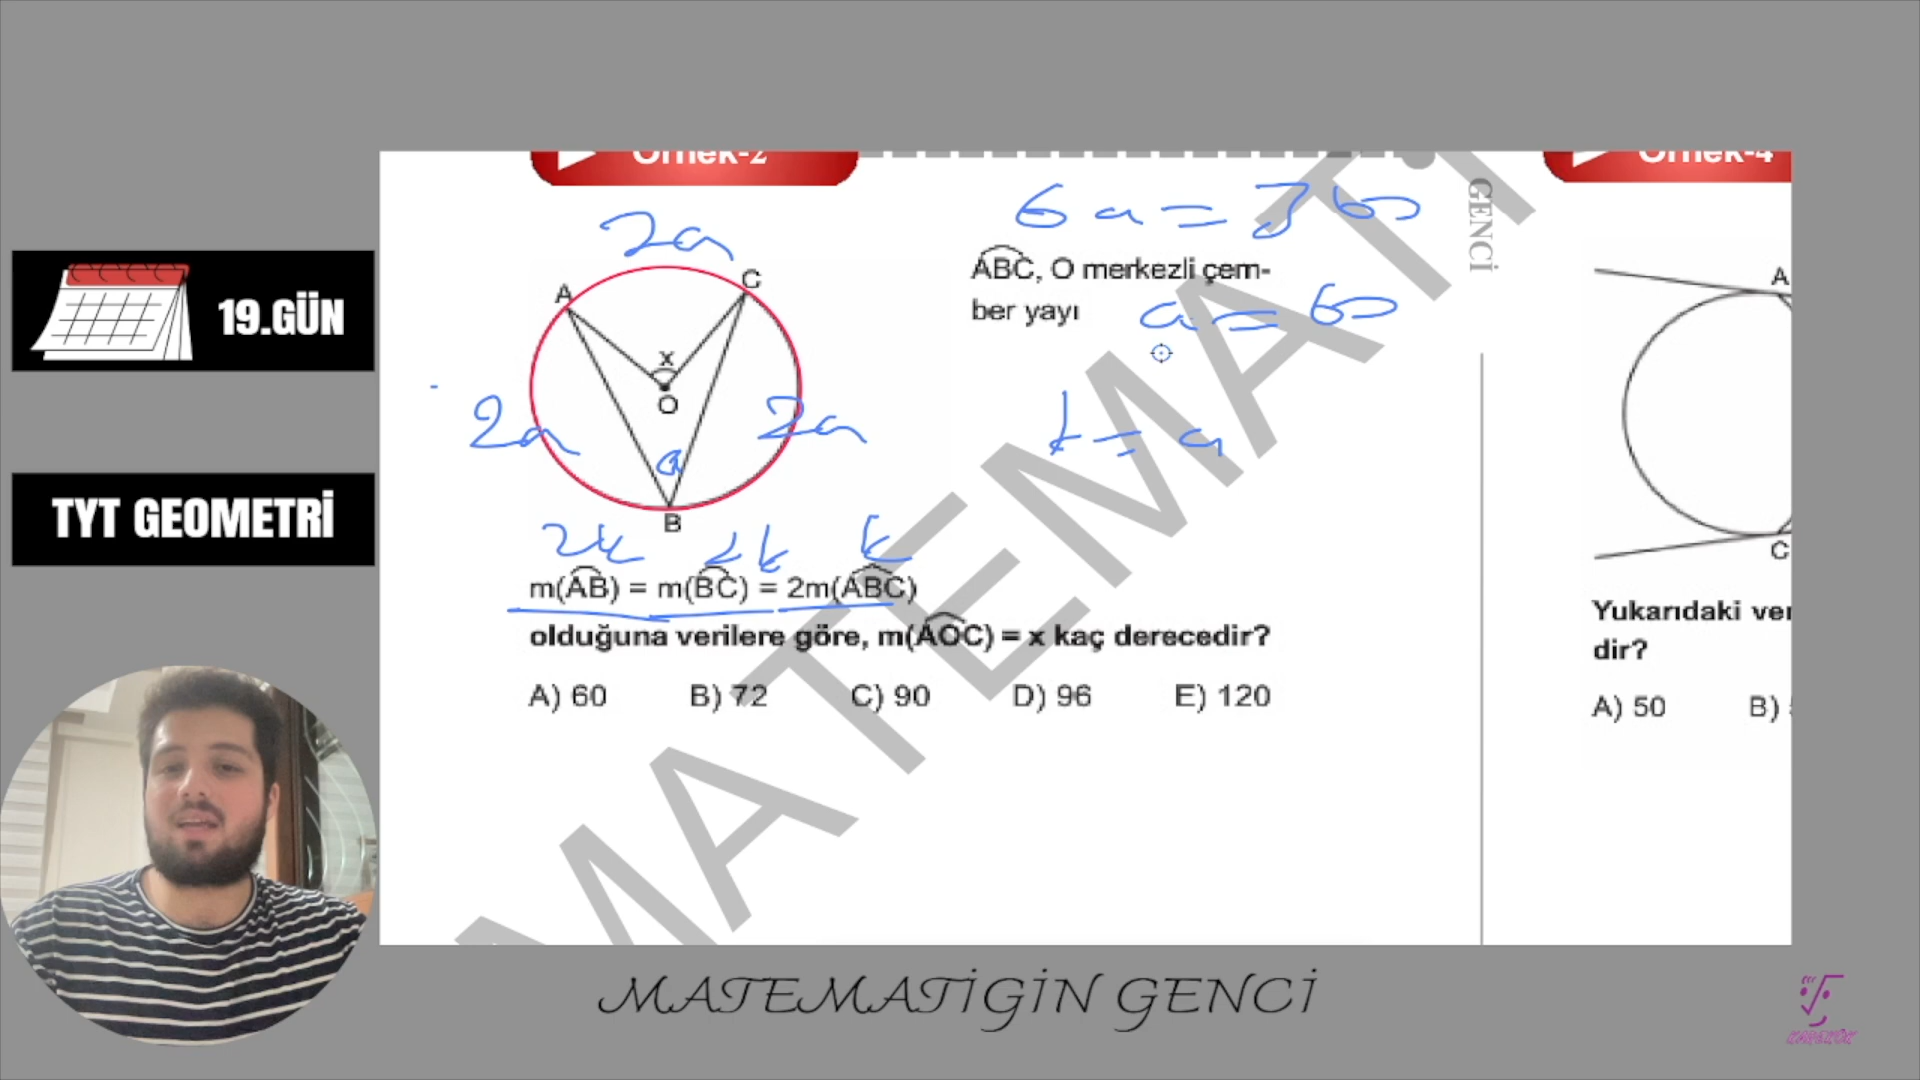 19.GÜN
TYT GEOMETRİ
Örnek-2
2a
A
C
x
O
2a
2a
a
B
6a = 360
ABC, O merkezli çem-
ber yayı
a = 60
k = a
2k 2k k
m(AB) = m(BC) = 2m(ABC)
olduğuna verilere göre, m(AOC) = x kaç derecedir?
A) 60 B) 72 C) 90 D) 96 E) 120
GENCİ
MATEMATİ
Örnek-4
A
C
Yukarıdaki ver
dir?
A) 50 B)
MATEMATİGİN GENCİ
KAREKÖK